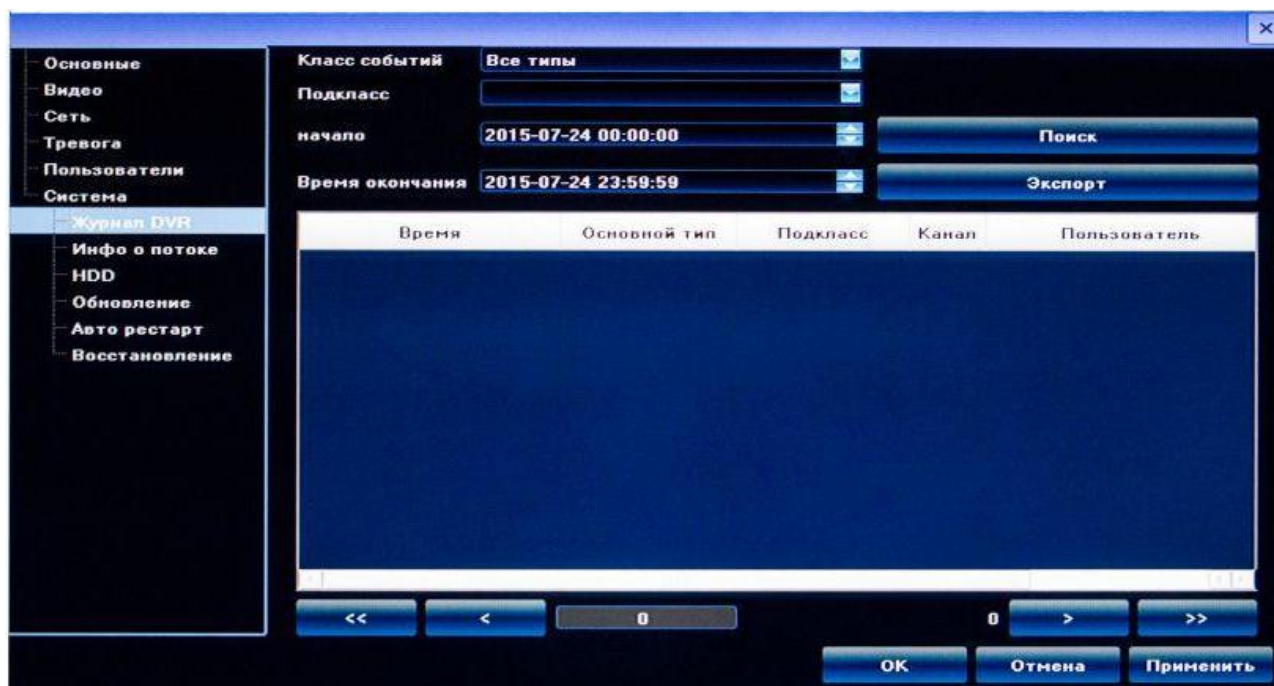 ×
Основные
Видео
Сеть
Тревога
Пользователи
Система
Журнал DVR
Инфо о потоке
HDD
Обновление
Авто рестарт
Восстановление
Класс событий Все типы
Подкласс
начало 2015-07-24 00:00:00 Поиск
Время окончания 2015-07-24 23:59:59 Экспорт
Время Основной тип Подкласс Канал Пользователь
<< < 0 0 > >>
OK Отмена Применить